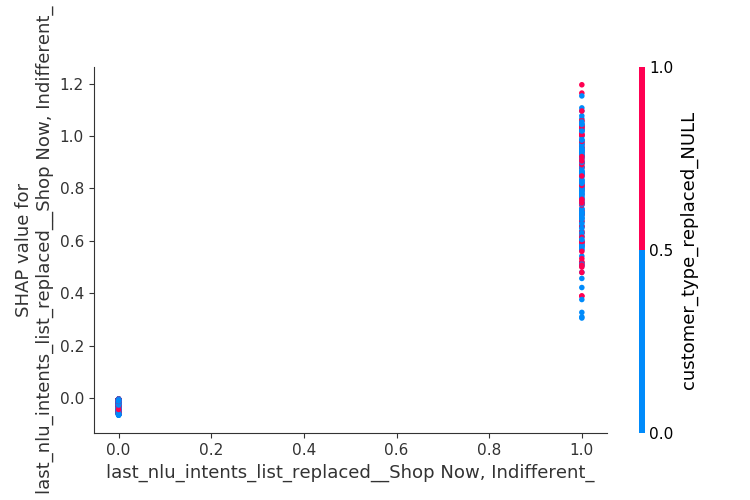 SHAP value for
last_nlu_intents_list_replaced__Shop Now, Indifferent_
1.2
1.0
0.8
0.6
0.4
0.2
0.0
0.0 0.2 0.4 0.6 0.8 1.0
last_nlu_intents_list_replaced__Shop Now, Indifferent_
1.0
0.5
0.0
customer_type_replaced_NULL